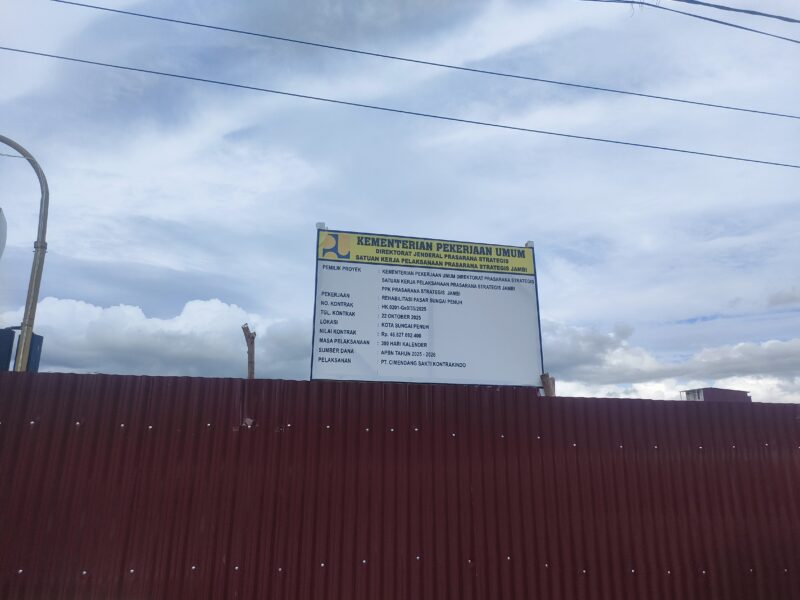 KEMENTERIAN PEKERJAAN UMUM
DIREKTORAT JENDERAL PRASARANA STRATEGIS
SATUAN KERJA PELAKSANAAN PRASARANA STRATEGIS JAMBI
PEMILIK PROYEK : KEMENTERIAN PEKERJAAN UMUM DIREKTORAT PRASARANA STRATEGIS
SATUAN KERJA PELAKSANAAN PRASARANA STRATEGIS JAMBI
PPK PRASARANA STRATEGIS JAMBI
PEKERJAAN : REHABILITASI PASAR SUNGAI PENUH
NO. KONTRAK :
TGL. KONTRAK : 22 OKTOBER 2025
LOKASI : KOTA SUNGAI PENUH
NILAI KONTRAK : Rp.
MASA PELAKSANAAN : HARI KALENDER
SUMBER DANA : APBN TAHUN 2025 - 2026
PELAKSANA : PT. CIMENDANG SAKTI KONTRAKINDO